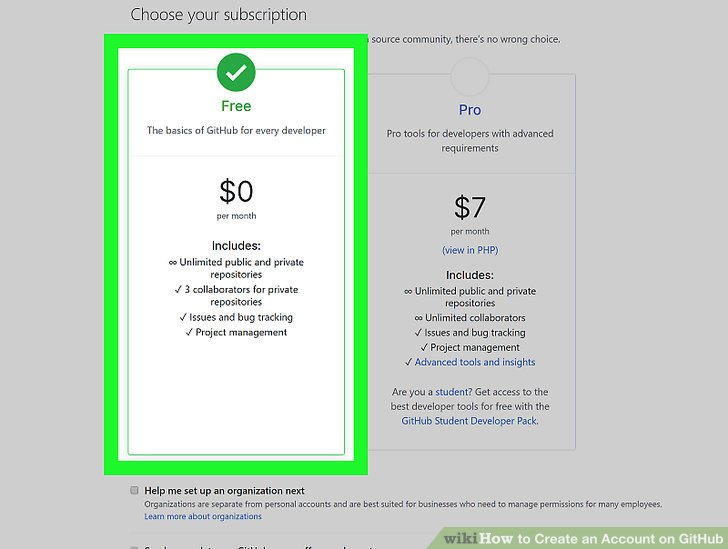 Choose your subscription
source community, there's no wrong choice.
Free
The basics of GitHub for every developer
$0
per month
Includes:
∞ Unlimited public and private
repositories
✓ 3 collaborators for private
repositories
✓ Issues and bug tracking
✓ Project management
Pro
Pro tools for developers with advanced
requirements
$7
per month
(view in PHP)
Includes:
∞ Unlimited public and private
repositories
∞ Unlimited collaborators
✓ Issues and bug tracking
✓ Project management
✓ Advanced tools and insights
Are you a student? Get access to the
best developer tools for free with the
GitHub Student Developer Pack.
Help me set up an organization next
Organizations are separate from personal accounts and are best suited for businesses who need to manage permissions for many employees.
Learn more about organizations
wikiHow to Create an Account on GitHub